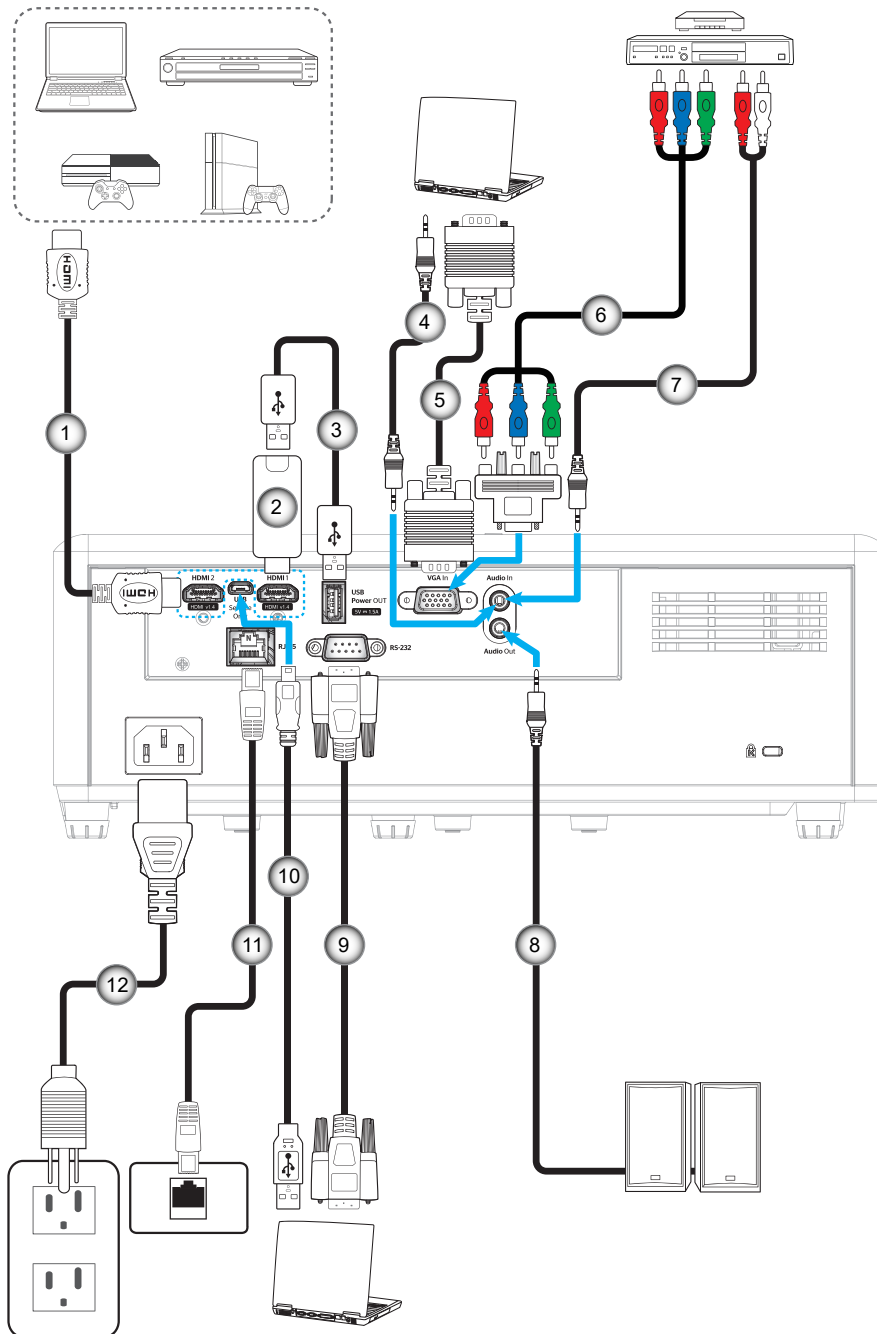 HDMI
4
6
5
7
1
3
2
HDMI 2
HDMI 1
VGA In
Audio In
USB
Power OUT
HDMI v1.4
USB
HDMI v1.4
5V 1.5A
HDMI
RS-232
Audio Out
10
11
9
8
12